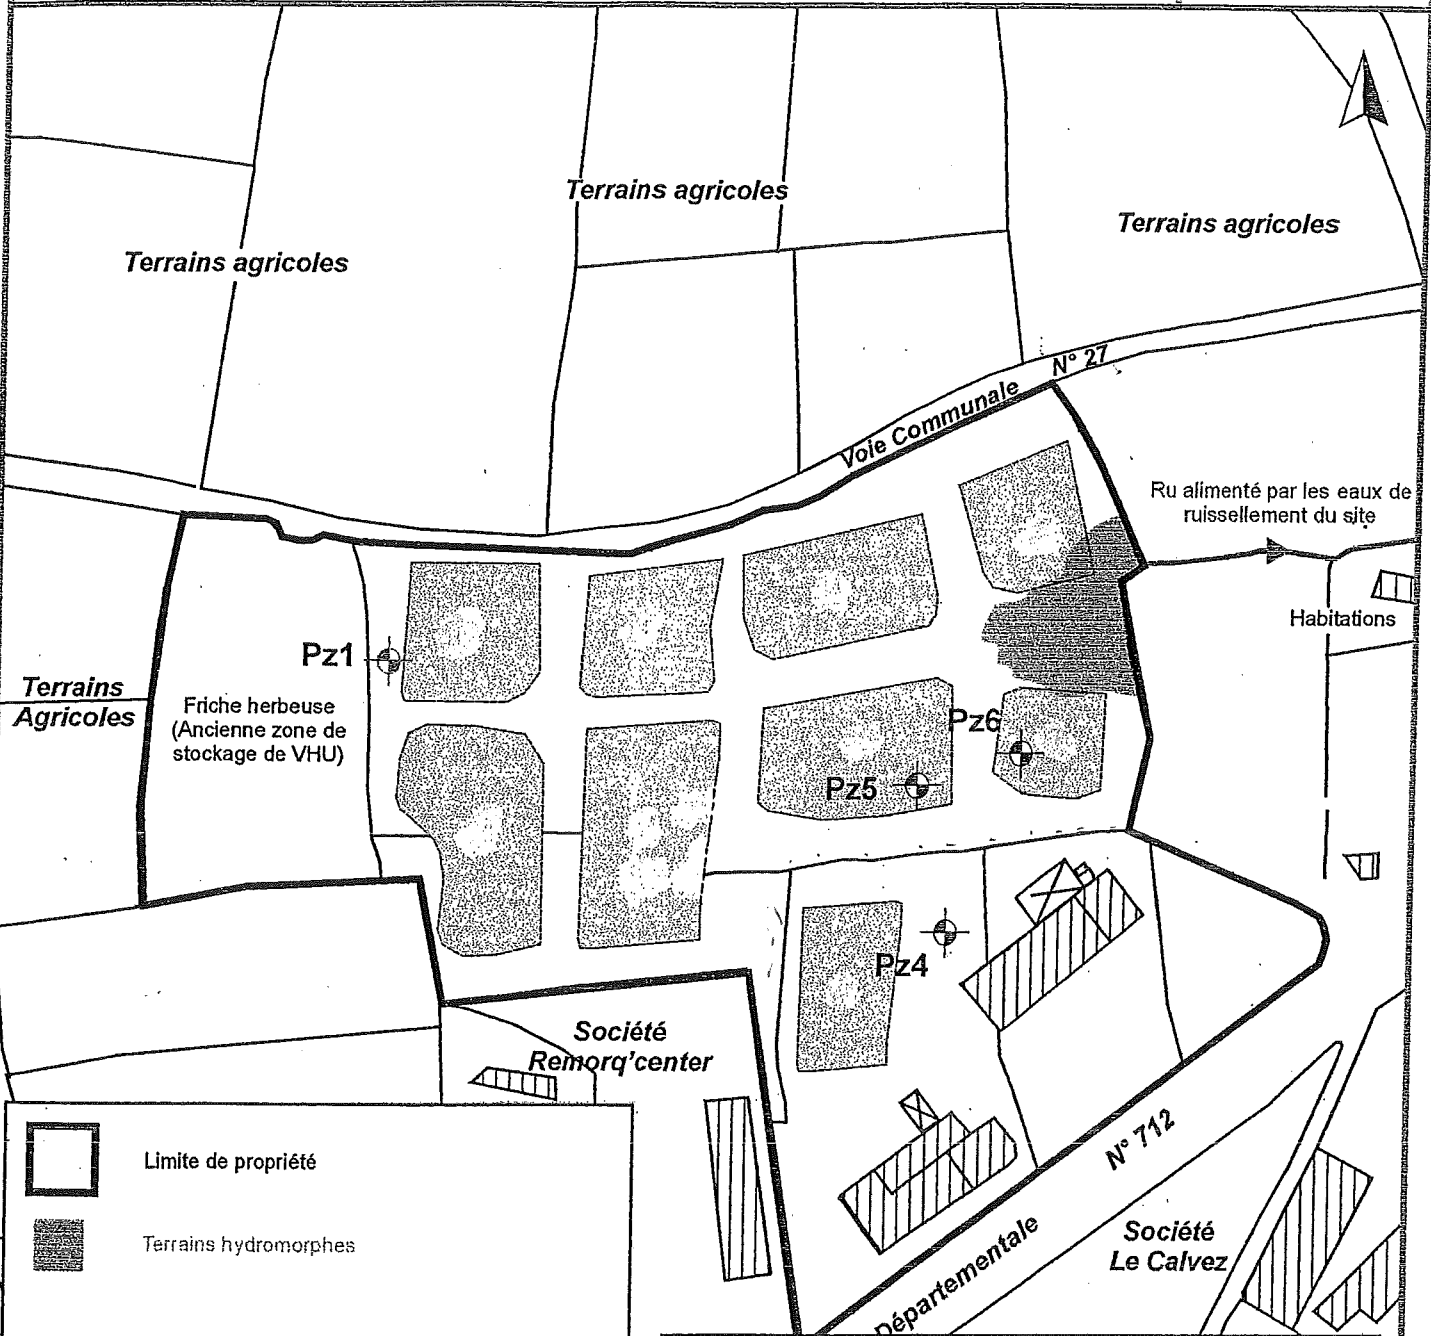 Terrains agricoles
Terrains agricoles
Terrains agricoles
Voie Communale N° 27
Ru alimenté par les eaux de
ruissellement du site
Habitations
Pz1
Terrains
Agricoles
Friche herbeuse
(Ancienne zone de
stockage de VHU)
Pz6
Pz5
Pz4
Société
Remorq'center
Limite de propriété
Terrains hydromorphes
Départementale N° 712
Société
Le Calvez